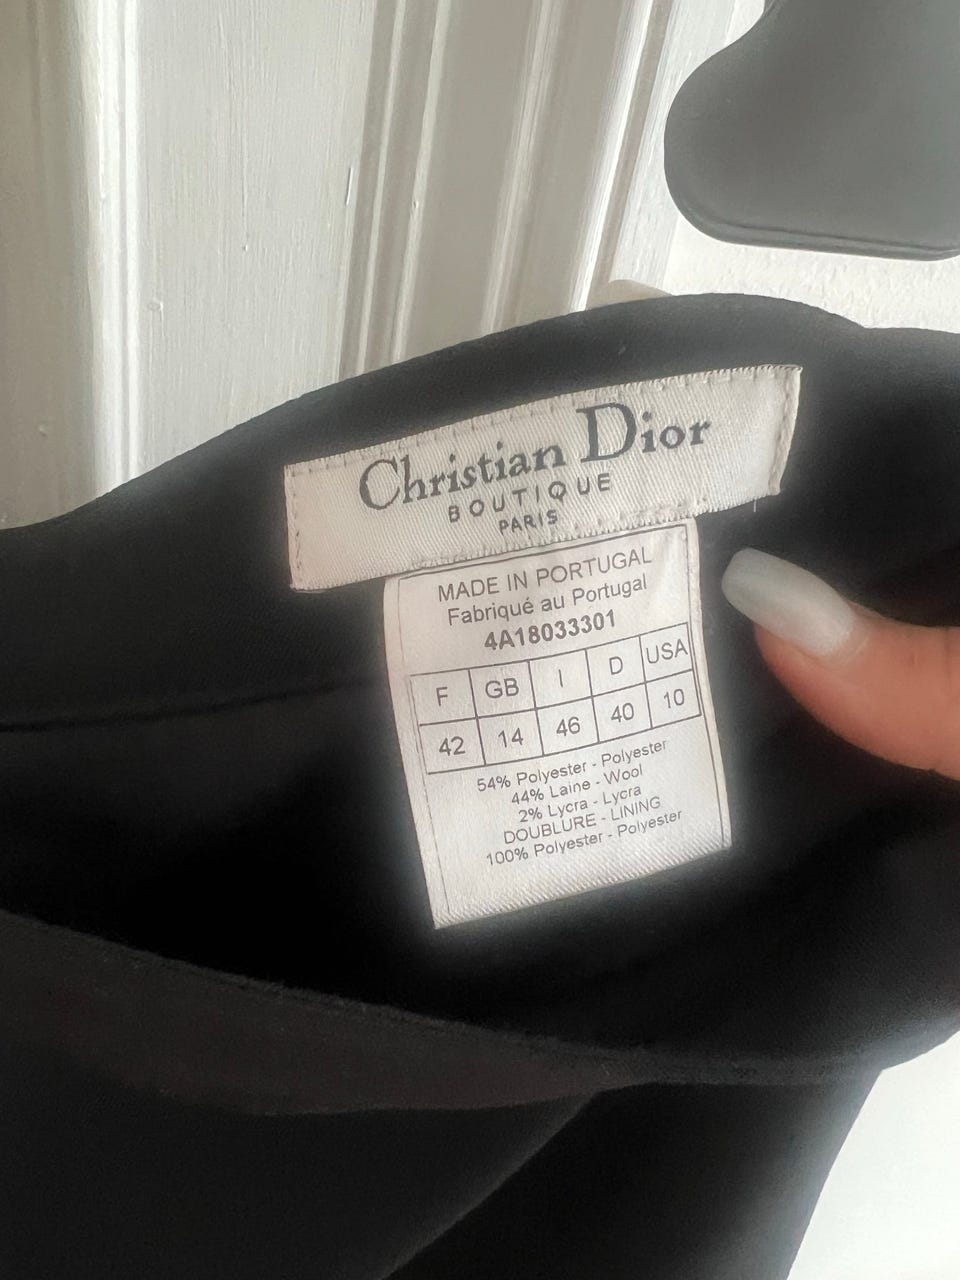 Christian Dior
BOUTIQUE
PARIS
MADE IN PORTUGAL
Fabriqué au Portugal
4A18033301
F GB I D USA
42 14 46 40 10
54% Polyester - Polyester
44% Laine - Wool
2% Lycra - Lycra
DOUBLURE - LINING
100% Polyester - Polyester